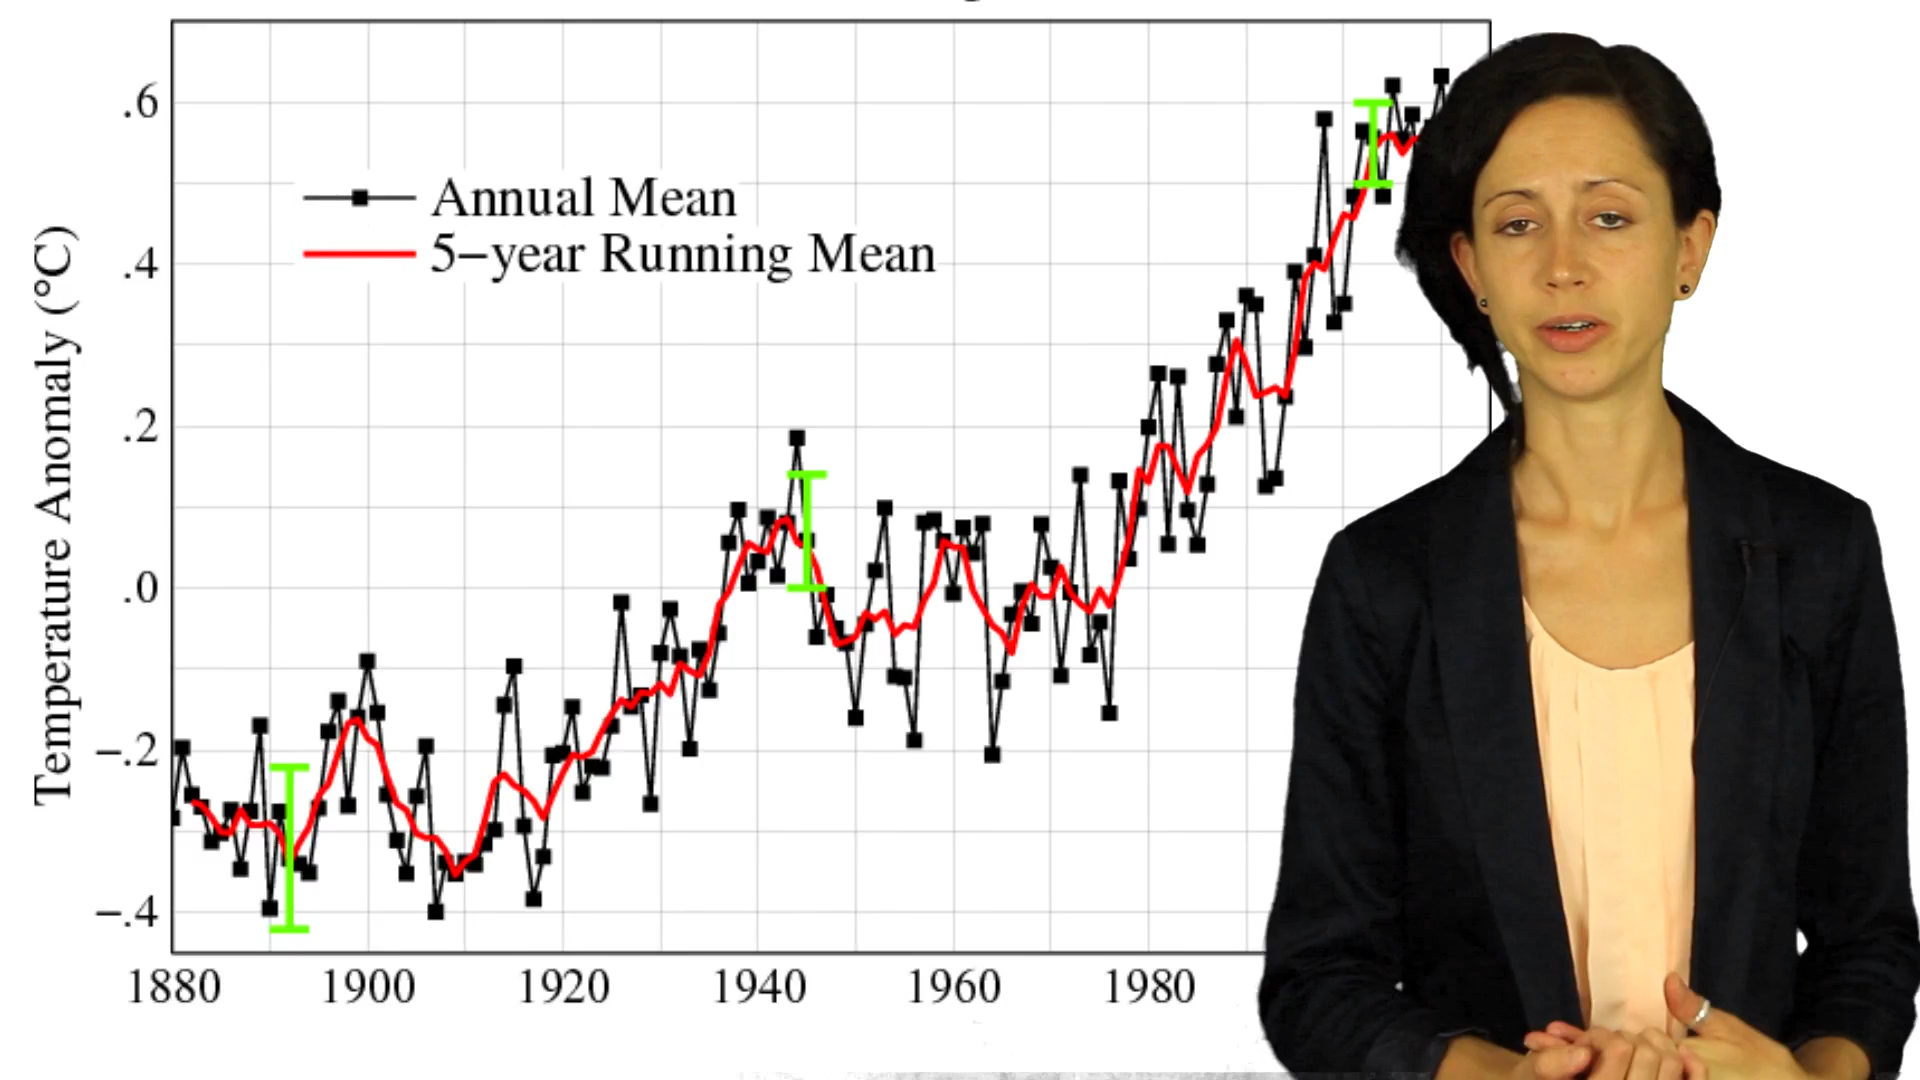 .6
Annual Mean
5−year Running Mean
.4
Temperature Anomaly (°C)
.2
.0
−.2
−.4
1880 1900 1920 1940 1960 1980